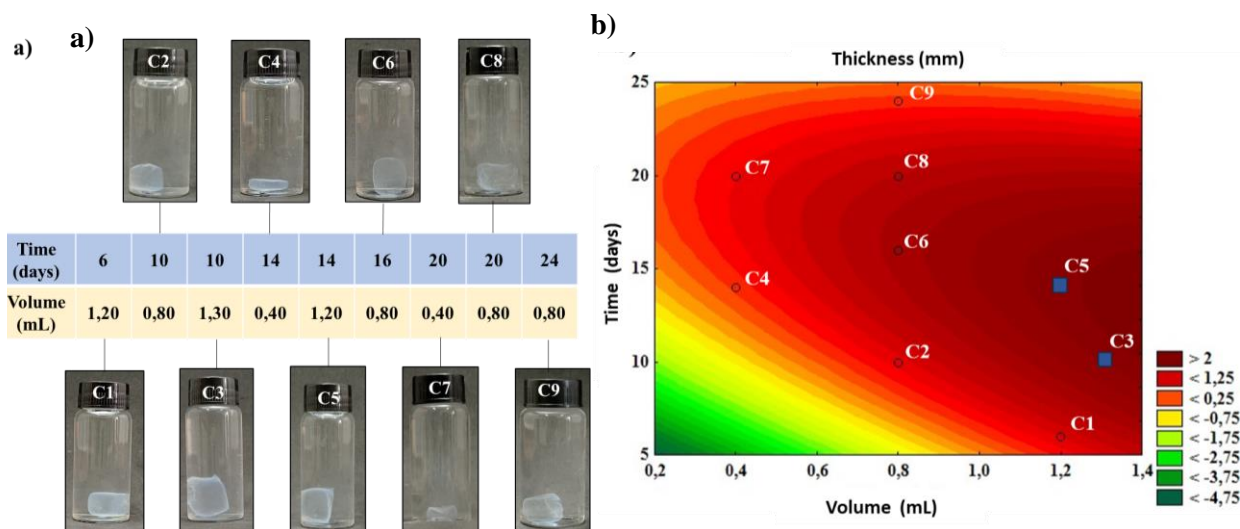 a)
a)
C2
C4
C6
C8
Time (days) 6 10 10 14 14 16 20 20 24
Volume (mL) 1,20 0,80 1,30 0,40 1,20 0,80 0,40 0,80 0,80
C1
C3
C5
C7
C9
b)
Thickness (mm)
25
20
15
10
5
Time (days)
C9
C7
C8
C6
C4
C5
C3
C2
C1
0,2 0,4 0,6 0,8 1,0 1,2 1,4
Volume (mL)
> 2
< 1,25
< 0,25
< -0,75
< -1,75
< -2,75
< -3,75
< -4,75